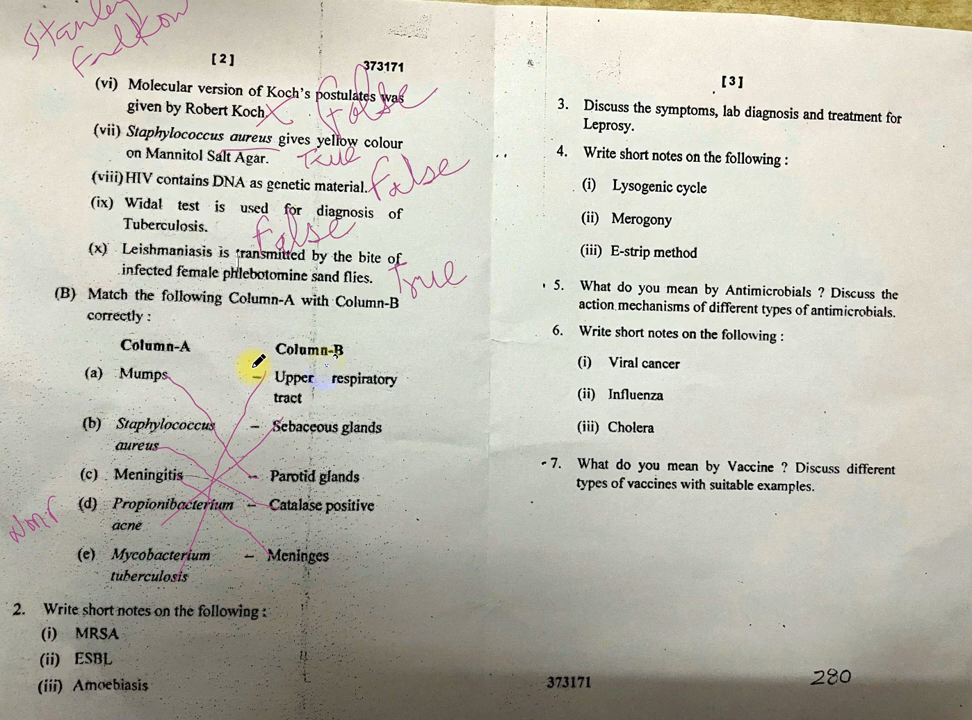 Stanley
[2]
373171
(vi) Molecular version of Koch's postulates was
given by Robert Koch. False
(vii) Staphylococcus aureus gives yellow colour
on Mannitol Salt Agar. True
(viii) HIV contains DNA as genetic material. False
(ix) Widal test is used for diagnosis of
Tuberculosis. False
(x) Leishmaniasis is transmitted by the bite of
infected female phlebotomine sand flies. True
(B) Match the following Column-A with Column-B
correctly :
Column-A Column-B
(a) Mumps – Upper respiratory
tract
(b) Staphylococcus – Sebaceous glands
aureus
(c) Meningitis – Parotid glands
(d) Propionibacterium – Catalase positive
acne
(e) Mycobacterium – Meninges
tuberculosis
2. Write short notes on the following :
(i) MRSA
(ii) ESBL
(iii) Amoebiasis
[3]
3. Discuss the symptoms, lab diagnosis and treatment for
Leprosy.
4. Write short notes on the following :
(i) Lysogenic cycle
(ii) Merogony
(iii) E-strip method
5. What do you mean by Antimicrobials ? Discuss the
action mechanisms of different types of antimicrobials.
6. Write short notes on the following :
(i) Viral cancer
(ii) Influenza
(iii) Cholera
7. What do you mean by Vaccine ? Discuss different
types of vaccines with suitable examples.
373171
280